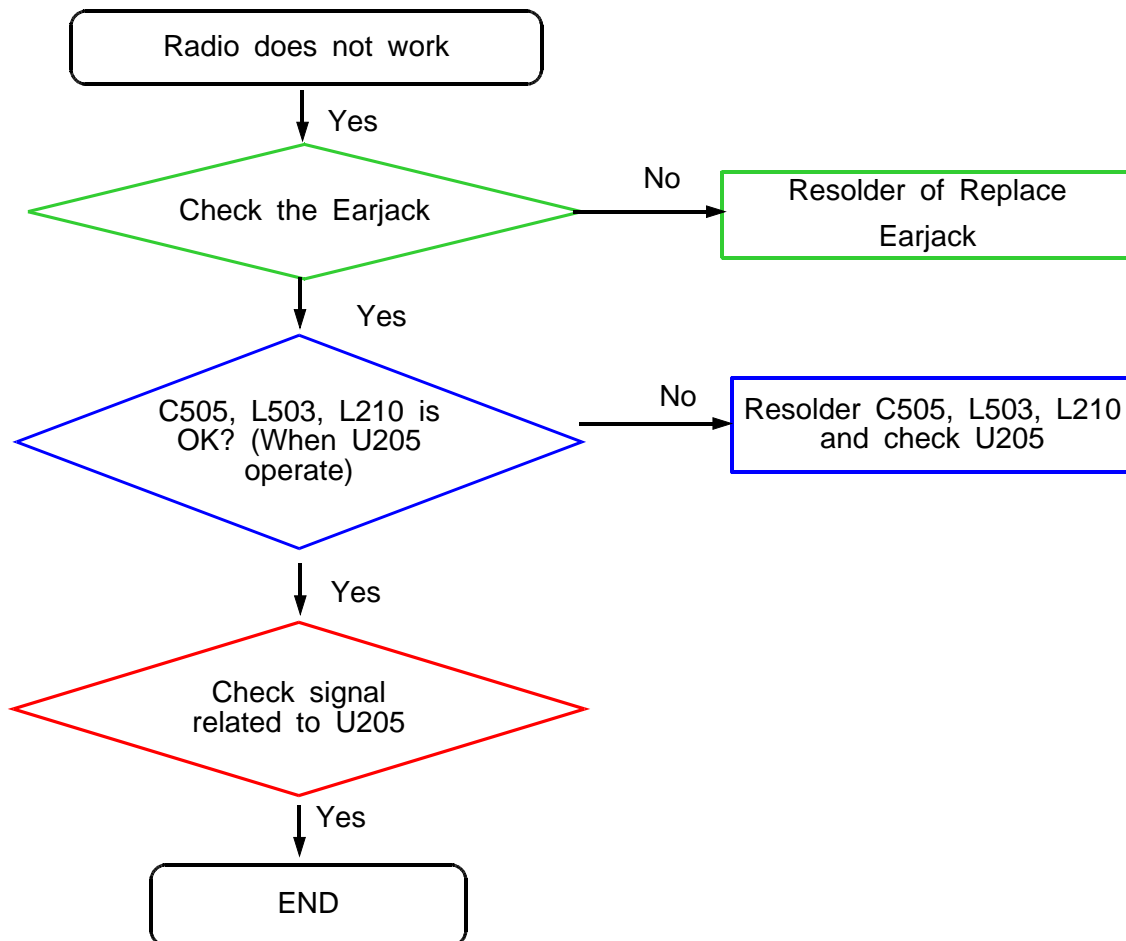 Radio does not work
Yes
Check the Earjack
No
Resolder of Replace
Earjack
Yes
C505, L503, L210 is
OK? (When U205
operate)
No
Resolder C505, L503, L210
and check U205
Yes
Check signal
related to U205
Yes
END